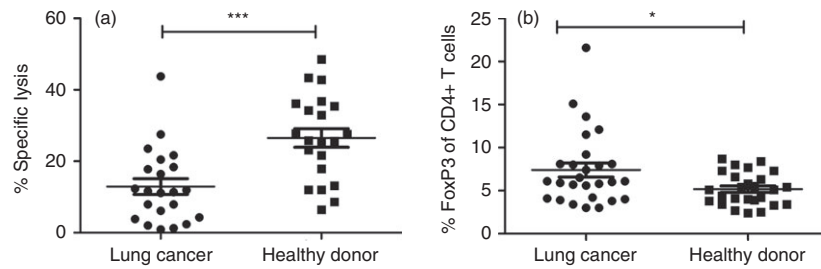 (a)
***
% Specific lysis
60
40
20
0
Lung cancer
Healthy donor
(b)
*
% FoxP3 of CD4+ T cells
25
20
15
10
5
0
Lung cancer
Healthy donor